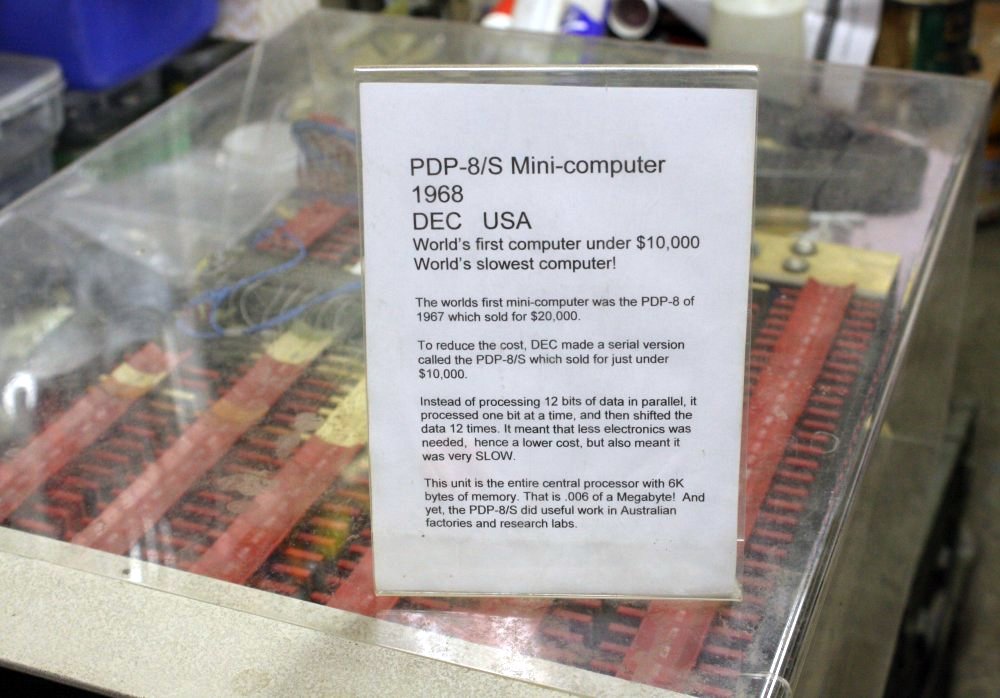 PDP-8/S Mini-computer
1968
DEC USA
World's first computer under $10,000
World's slowest computer!
The worlds first mini-computer was the PDP-8 of
1967 which sold for $20,000.
To reduce the cost, DEC made a serial version
called the PDP-8/S which sold for just under
$10,000.
Instead of processing 12 bits of data in parallel, it
processed one bit at a time, and then shifted the
data 12 times. It meant that less electronics was
needed, hence a lower cost, but also meant it
was very SLOW.
This unit is the entire central processor with 6K
bytes of memory. That is .006 of a Megabyte! And
yet, the PDP-8/S did useful work in Australian
factories and research labs.